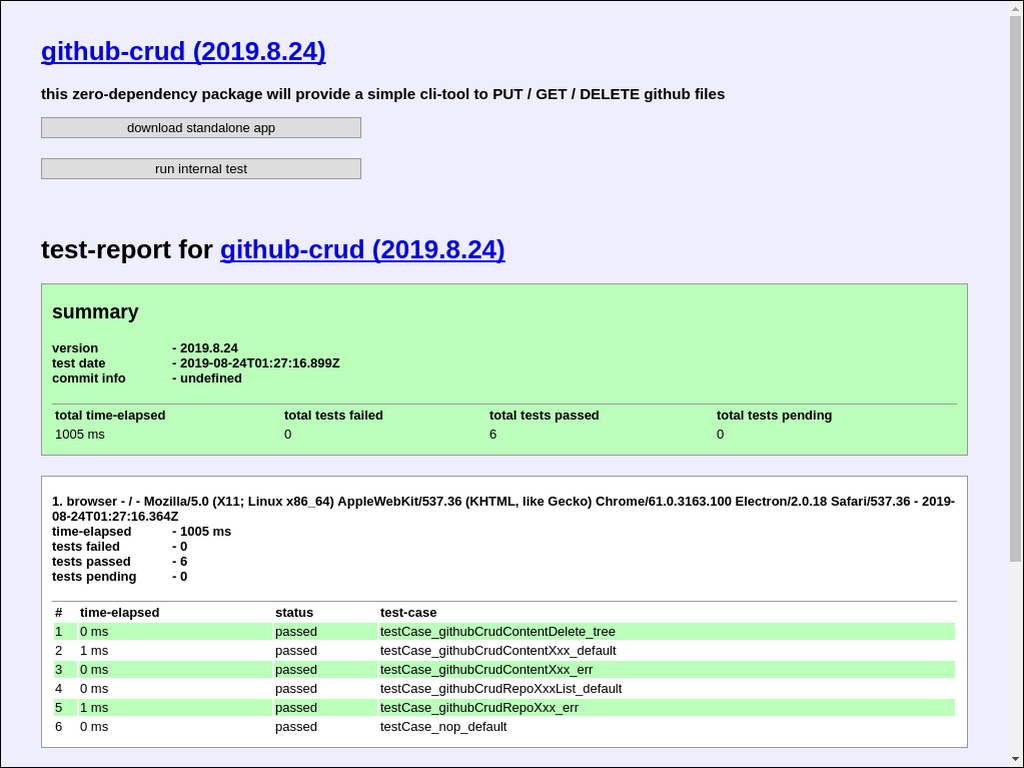 github-crud (2019.8.24)
this zero-dependency package will provide a simple cli-tool to PUT / GET / DELETE github files
download standalone app
run internal test
test-report for github-crud (2019.8.24)
summary
version - 2019.8.24
test date - 2019-08-24T01:27:16.899Z
commit info - undefined
total time-elapsed total tests failed total tests passed total tests pending
1005 ms 0 6 0
1. browser - / - Mozilla/5.0 (X11; Linux x86_64) AppleWebKit/537.36 (KHTML, like Gecko) Chrome/61.0.3163.100 Electron/2.0.18 Safari/537.36 - 2019-
08-24T01:27:16.364Z
time-elapsed - 1005 ms
tests failed - 0
tests passed - 6
tests pending - 0
# time-elapsed status test-case
1 0 ms passed testCase_githubCrudContentDelete_tree
2 1 ms passed testCase_githubCrudContentXxx_default
3 0 ms passed testCase_githubCrudContentXxx_err
4 0 ms passed testCase_githubCrudRepoXxxList_default
5 1 ms passed testCase_githubCrudRepoXxx_err
6 0 ms passed testCase_nop_default